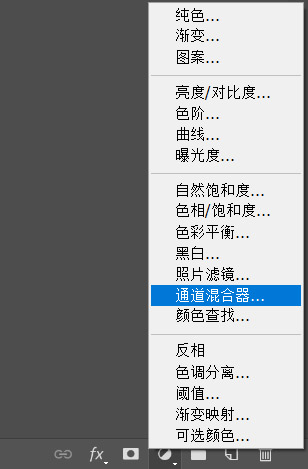 纯色...
渐变...
图案...
亮度/对比度...
色阶...
曲线...
曝光度...
自然饱和度...
色相/饱和度...
色彩平衡...
黑白...
照片滤镜...
通道混合器...
颜色查找...
反相
色调分离...
阈值...
渐变映射...
可选颜色...
fx